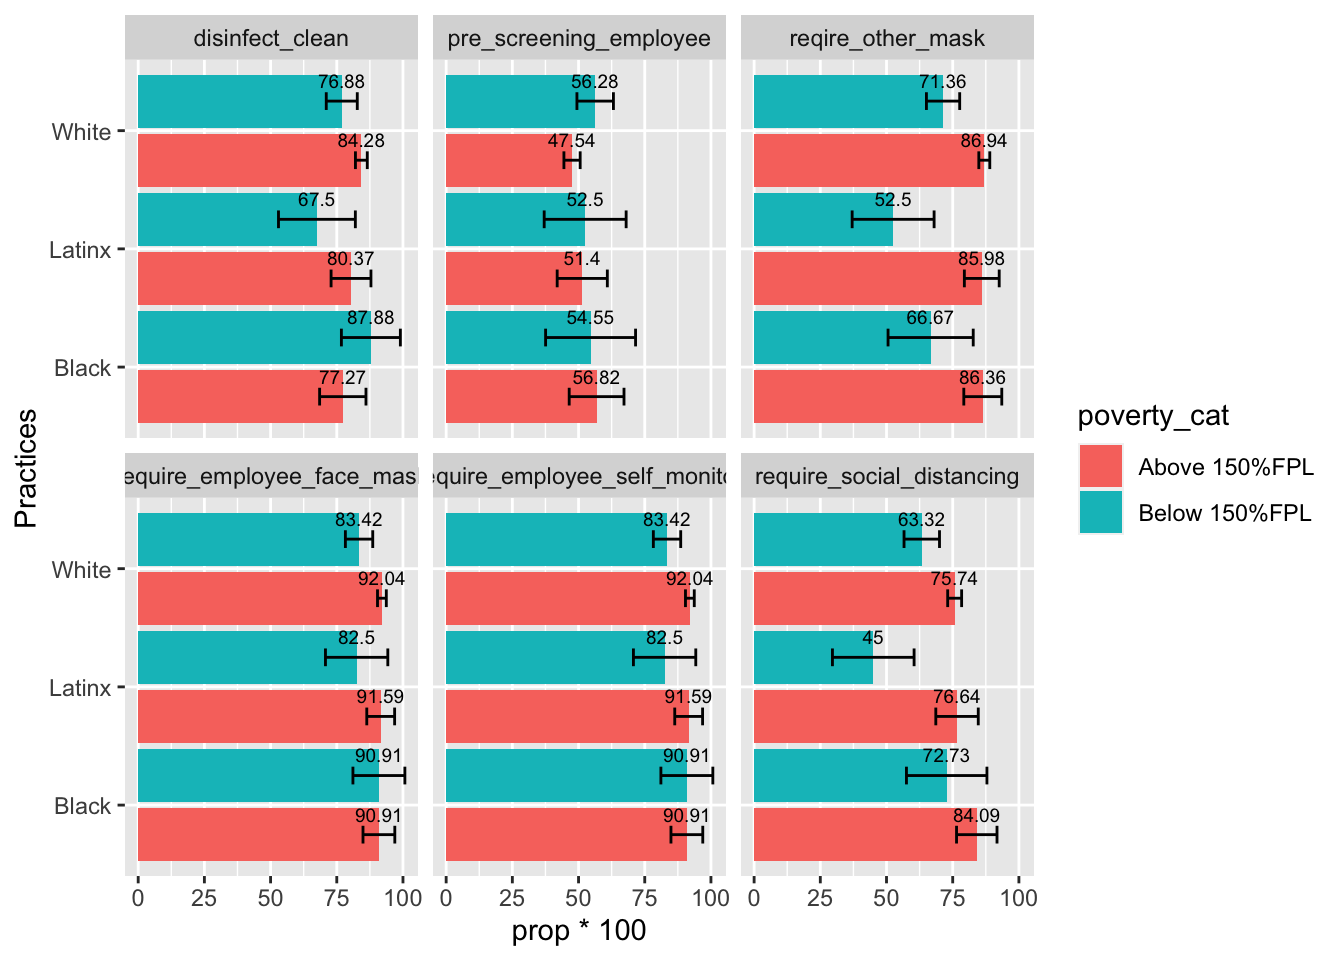 disinfect_clean
pre_screening_employee
reqire_other_mask
White
Latinx
Black
76.88
84.28
67.5
80.37
87.88
77.27
56.28
47.54
52.5
51.4
54.55
56.82
71.36
86.94
52.5
85.98
66.67
86.36
equire_employee_face_mas
equire_employee_self_monito
require_social_distancing
White
Latinx
Black
83.42
92.04
82.5
91.59
90.91
90.91
83.42
92.04
82.5
91.59
90.91
90.91
63.32
75.74
45
76.64
72.73
84.09
0 25 50 75 100
0 25 50 75 100
0 25 50 75 100
prop * 100
Practices
poverty_cat
Above 150%FPL
Below 150%FPL